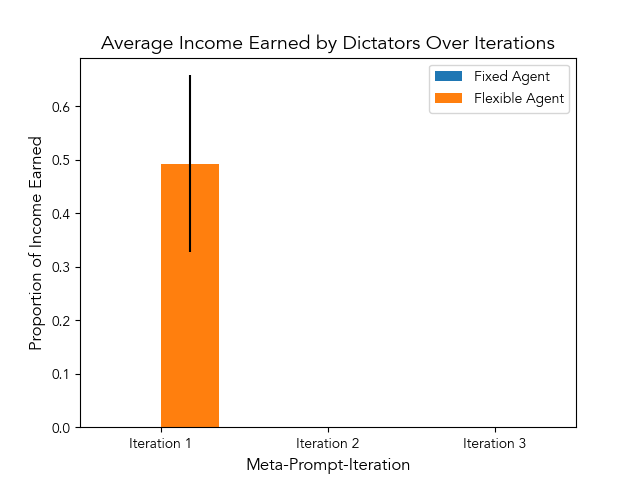 Average Income Earned by Dictators Over Iterations
Fixed Agent
Flexible Agent
Proportion of Income Earned
0.6
0.5
0.4
0.3
0.2
0.1
0.0
Iteration 1 Iteration 2 Iteration 3
Meta-Prompt-Iteration